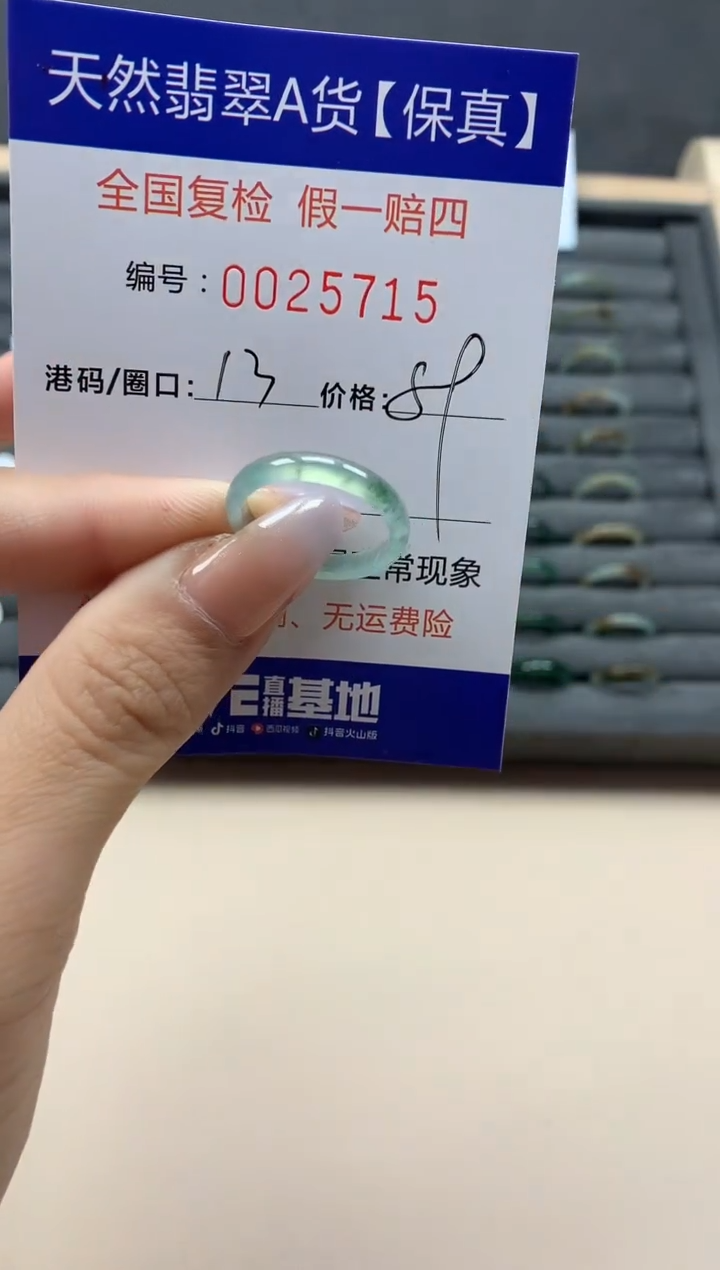 天然翡翠A货【保真】
全国复检 假一赔四
编号：0025715
港码/圈口：13 价格：89
常现象
、无运费险
直播基地
抖音 西瓜视频 抖音火山版